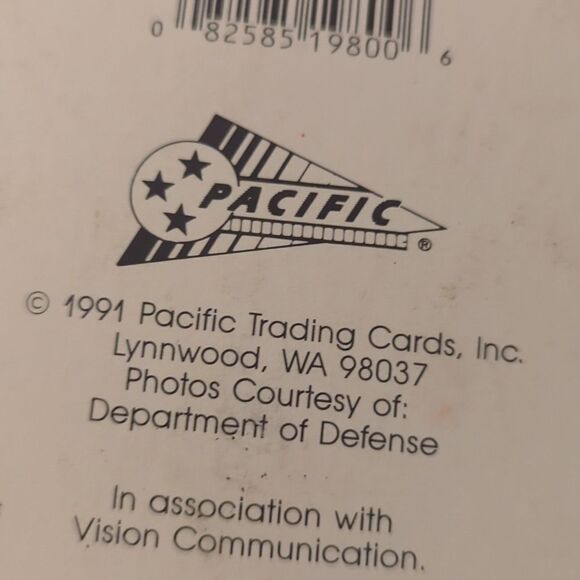 0 82585 19800 6
PACIFIC ®
© 1991 Pacific Trading Cards, Inc.
Lynnwood, WA 98037
Photos Courtesy of:
Department of Defense
In association with
Vision Communication.